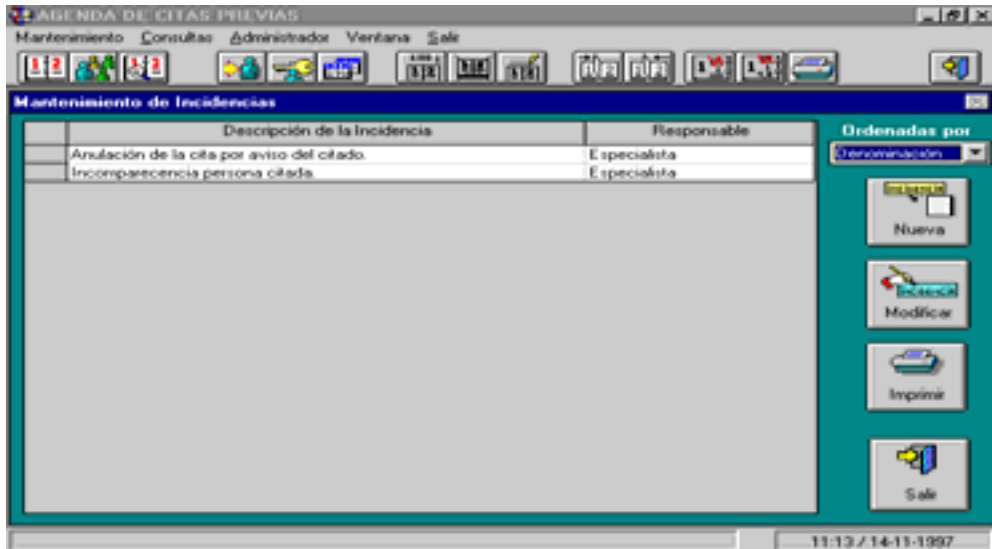 AGENDA DE CITAS PREVIAS
Mantenimiento Consultas Administrador Ventana Salir
Mantenimiento de Incidencias
Descripción de la Incidencia Responsable
Anulación de la cita por aviso del citado. Especialista
Incomparecencia persona citada. Especialista
Ordenadas por
Denominación
Nueva
Modificar
Imprimir
Salir
11:13 / 14-11-1997